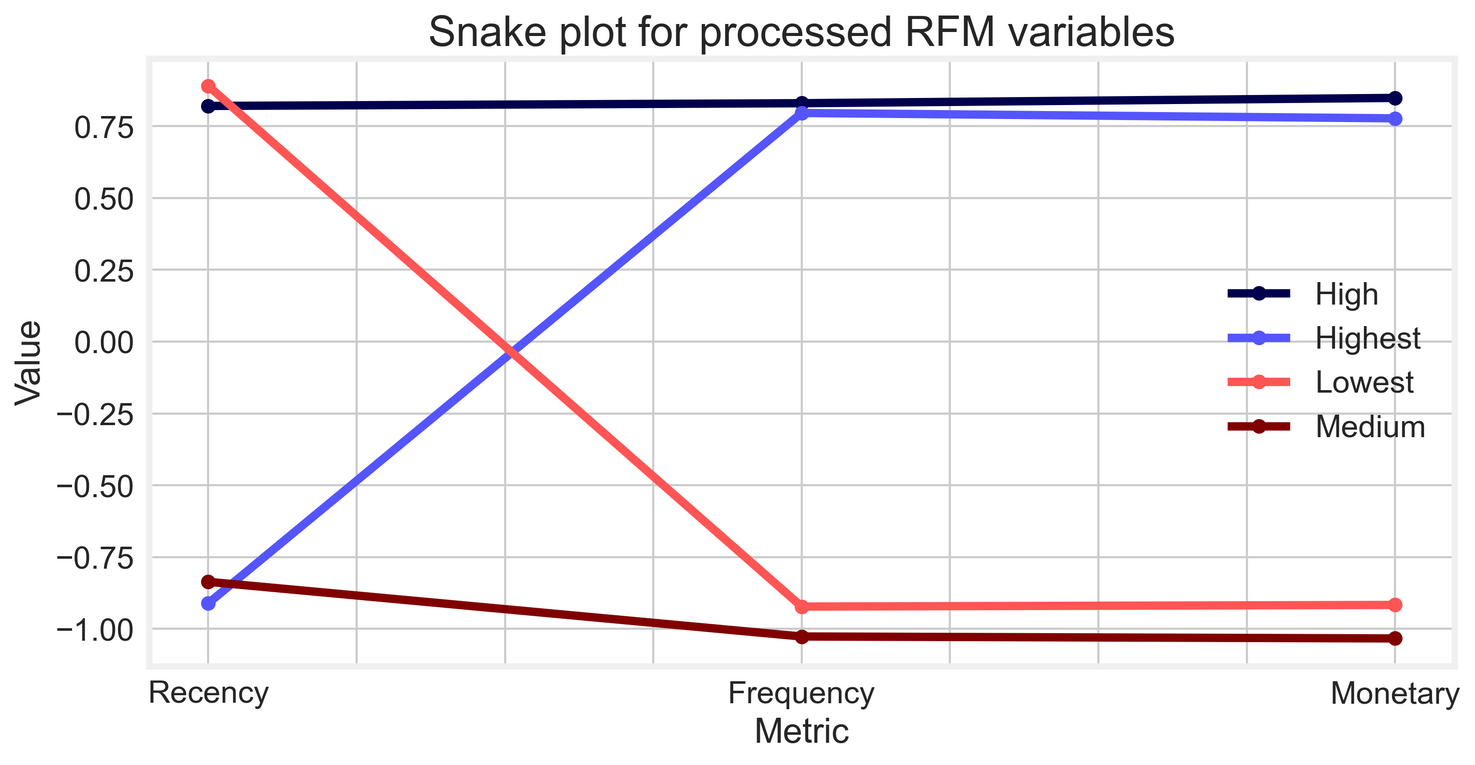 Snake plot for processed RFM variables
0.75
0.50
0.25
0.00
−0.25
−0.50
−0.75
−1.00
Value
High
Highest
Lowest
Medium
Recency
Frequency
Monetary
Metric